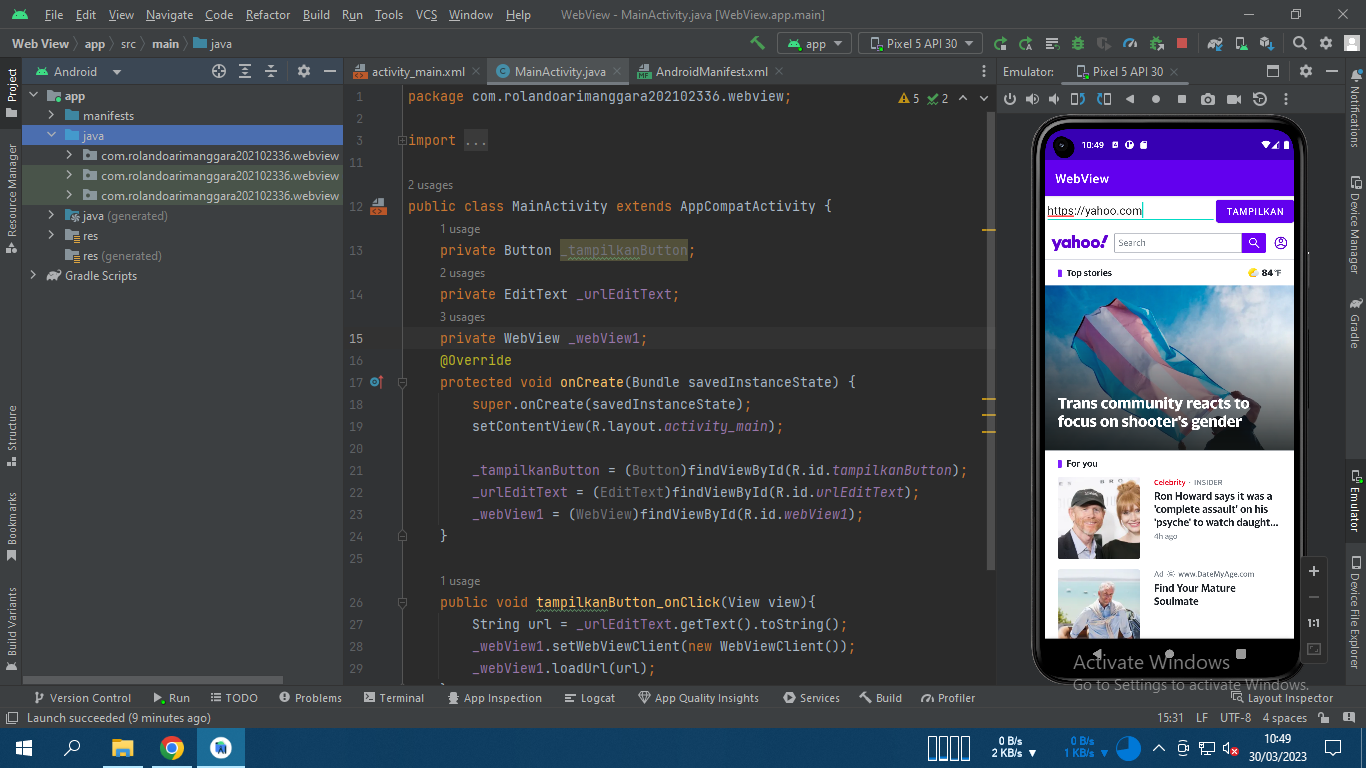 File Edit View Navigate Code Refactor Build Run Tools VCS Window Help WebView - MainActivity.java [WebView.app.main]
Web View app src main java app Pixel 5 API 30
Project
Resource Manager
Structure
Bookmarks
Build Variants
Android
app
manifests
java
com.rolandoarimanggara202102336.webview
com.rolandoarimanggara202102336.webview
com.rolandoarimanggara202102336.webview
java (generated)
res
res (generated)
Gradle Scripts
activity_main.xml MainActivity.java AndroidManifest.xml
5 2
1 package com.rolandoarimanggara202102336.webview;
2
3 import ...
11
2 usages
12 public class MainActivity extends AppCompatActivity {
1 usage
13 private Button _tampilkanButton;
2 usages
14 private EditText _urlEditText;
3 usages
15 private WebView _webView1;
16 @Override
17 protected void onCreate(Bundle savedInstanceState) {
18 super.onCreate(savedInstanceState);
19 setContentView(R.layout.activity_main);
20
21 _tampilkanButton = (Button)findViewById(R.id.tampilkanButton);
22 _urlEditText = (EditText)findViewById(R.id.urlEditText);
23 _webView1 = (WebView)findViewById(R.id.webView1);
24 }
25
1 usage
26 public void tampilkanButton_onClick(View view){
27 String url = _urlEditText.getText().toString();
28 _webView1.setWebViewClient(new WebViewClient());
29 _webView1.loadUrl(url);
Emulator: Pixel 5 API 30
10:49
WebView
https://yahoo.com TAMPILKAN
yahoo! Search
Top stories 84°F
Trans community reacts to
focus on shooter's gender
For you
Celebrity · INSIDER
Ron Howard says it was a
'complete assault' on his
'psyche' to watch daught...
4h ago
Ad www.DateMyAge.com
Find Your Mature
Soulmate
1:1
Activate Windows
Go to Settings to activate Windows.
Notifications
Device Manager
Gradle
Emulator
Device File Explorer
Version Control Run TODO Problems Terminal App Inspection Logcat App Quality Insights Services Build Profiler Layout Inspector
Launch succeeded (9 minutes ago) 15:31 LF UTF-8 4 spaces
0 B/s
2 KB/s
0 B/s
1 KB/s
10:49
30/03/2023